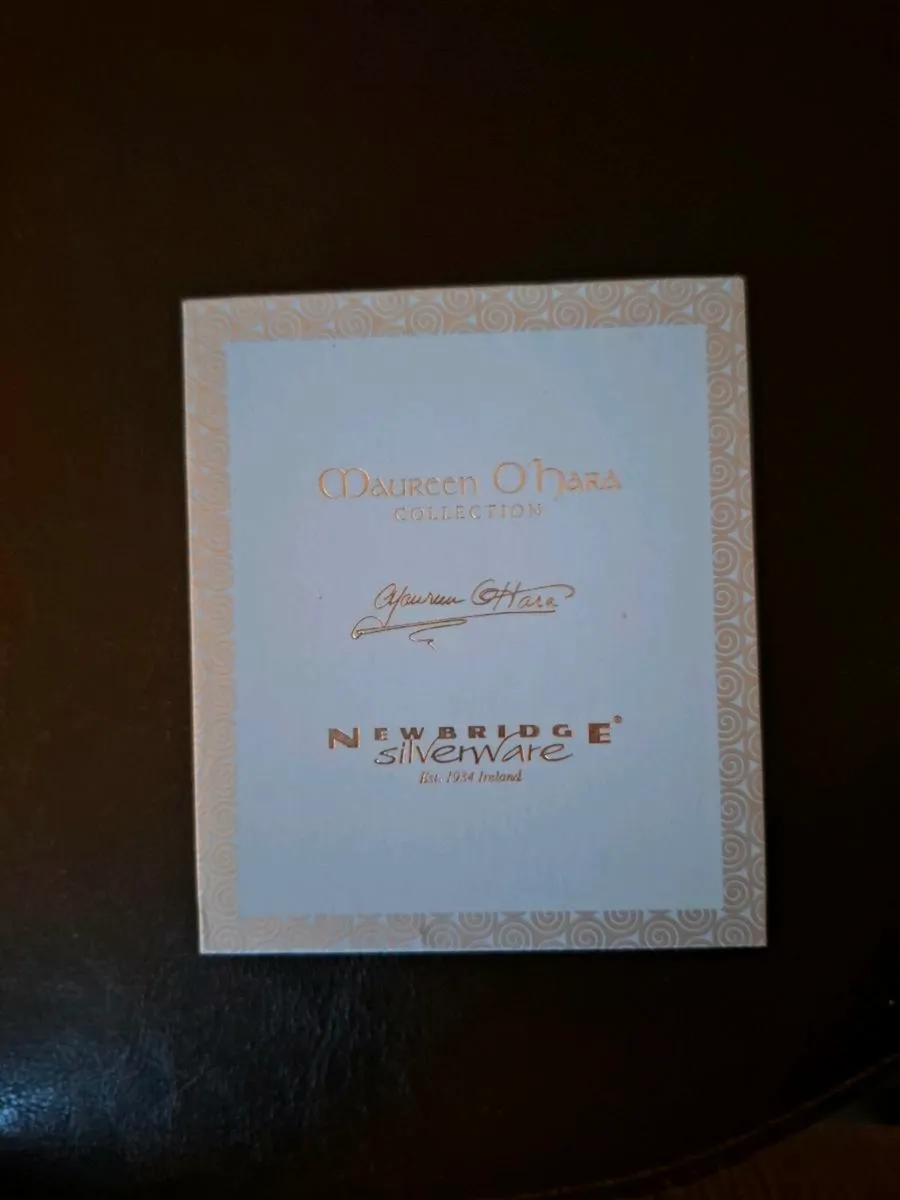 Maureen O'Hara
COLLECTION
Maureen O'Hara
NEWBRIDGE®
silverware
Est. 1934 Ireland